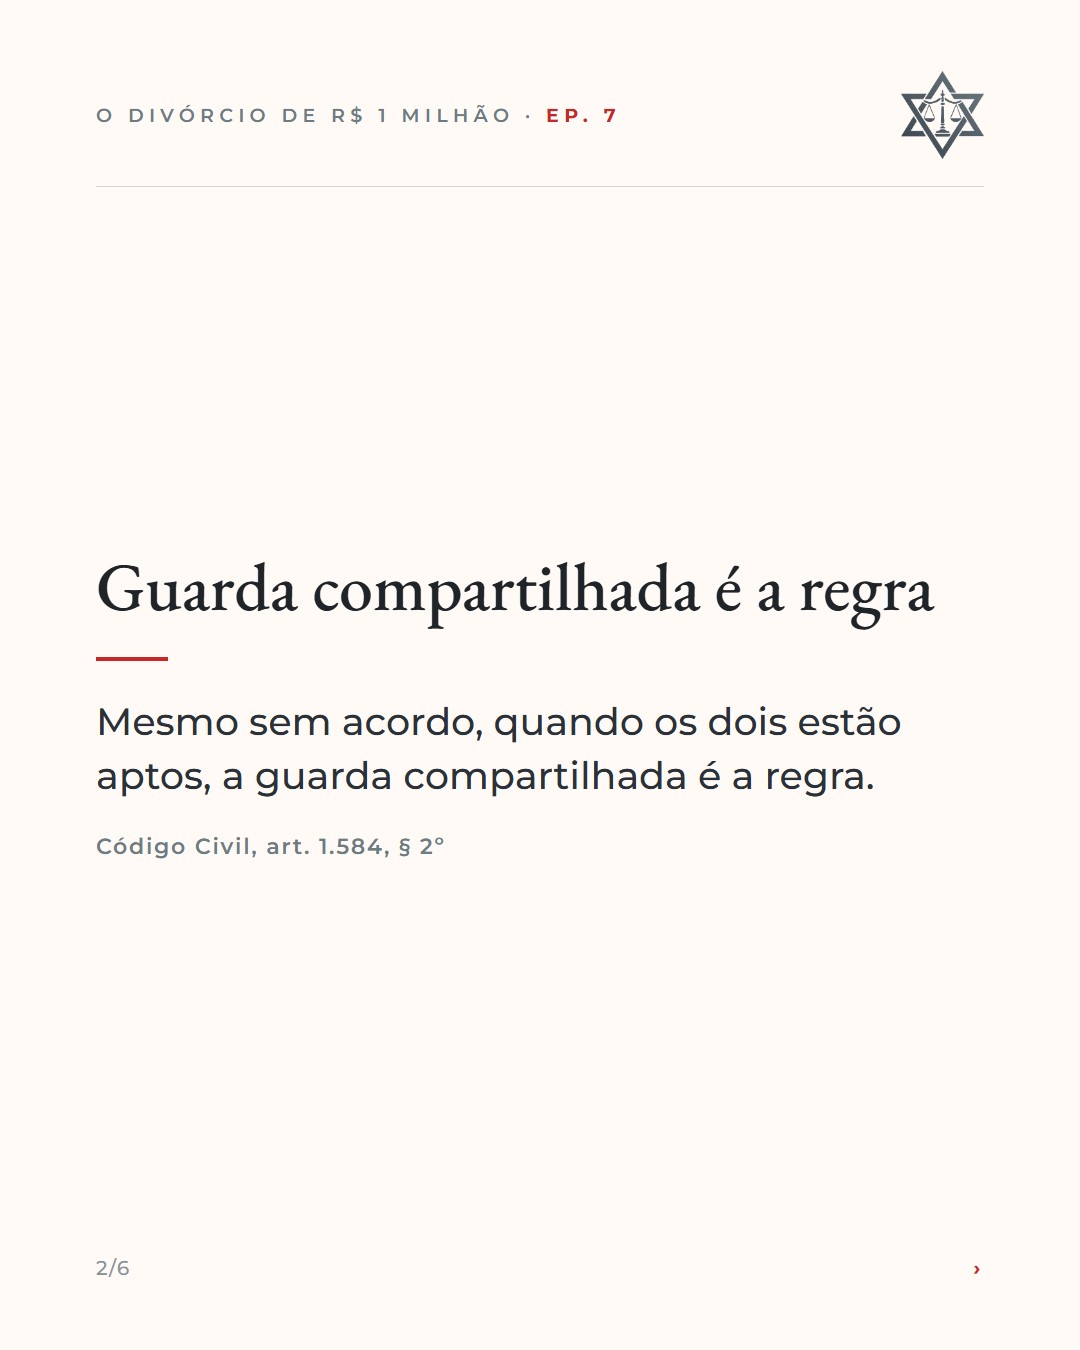 O DIVÓRCIO DE R$ 1 MILHÃO · EP. 7
Guarda compartilhada é a regra
Mesmo sem acordo, quando os dois estão
aptos, a guarda compartilhada é a regra.
Código Civil, art. 1.584, § 2º
2/6
›